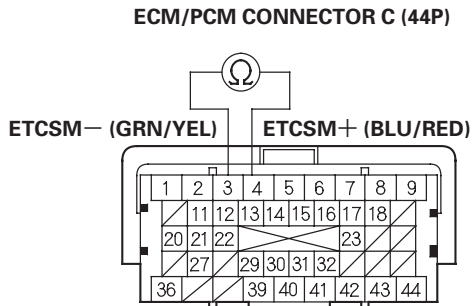 ECM/PCM CONNECTOR C (44P)
Ω
ETCSM− (GRN/YEL) ETCSM+ (BLU/RED)
1 2 3 4 5 6 7 8 9
11 12 13 14 15 16 17 18
20 21 22 23
27 29 30 31 32
36 39 40 41 42 43 44